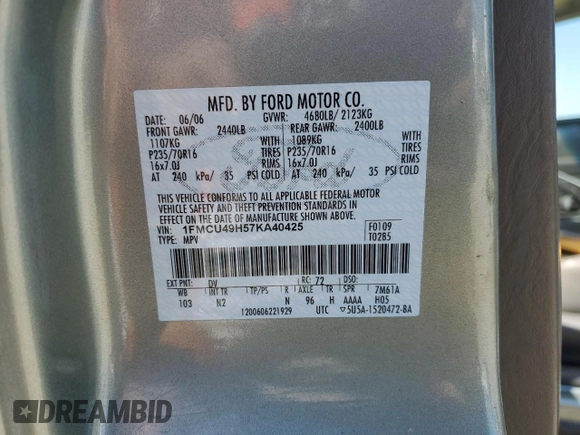 MFD. BY FORD MOTOR CO.
DATE: 06/06 GVWR: 4680LB/ 2123KG
FRONT GAWR: 2440LB REAR GAWR: 2400LB
1107KG WITH 1089KG WITH
P235/70R16 TIRES P235/70R16 TIRES
16x7.0J RIMS 16x7.0J RIMS
AT 240 kPa/ 35 PSI COLD AT 240 kPa/ 35 PSI COLD
THIS VEHICLE CONFORMS TO ALL APPLICABLE FEDERAL MOTOR
VEHICLE SAFETY AND THEFT PREVENTION STANDARDS IN
EFFECT ON THE DATE OF MANUFACTURE SHOWN ABOVE.
VIN: 1FMCU49H57KA40425 F0109
TYPE: MPV T0285
EXT PNT: DV RC: 72 DSO:
WB INT TR TP/PS R AXLE TR SPR 7M61A
103 N2 N 96 H AAAA H05
1200606221929 UTC ▽5U5A-1520472-BA
Ford
DREAMBID